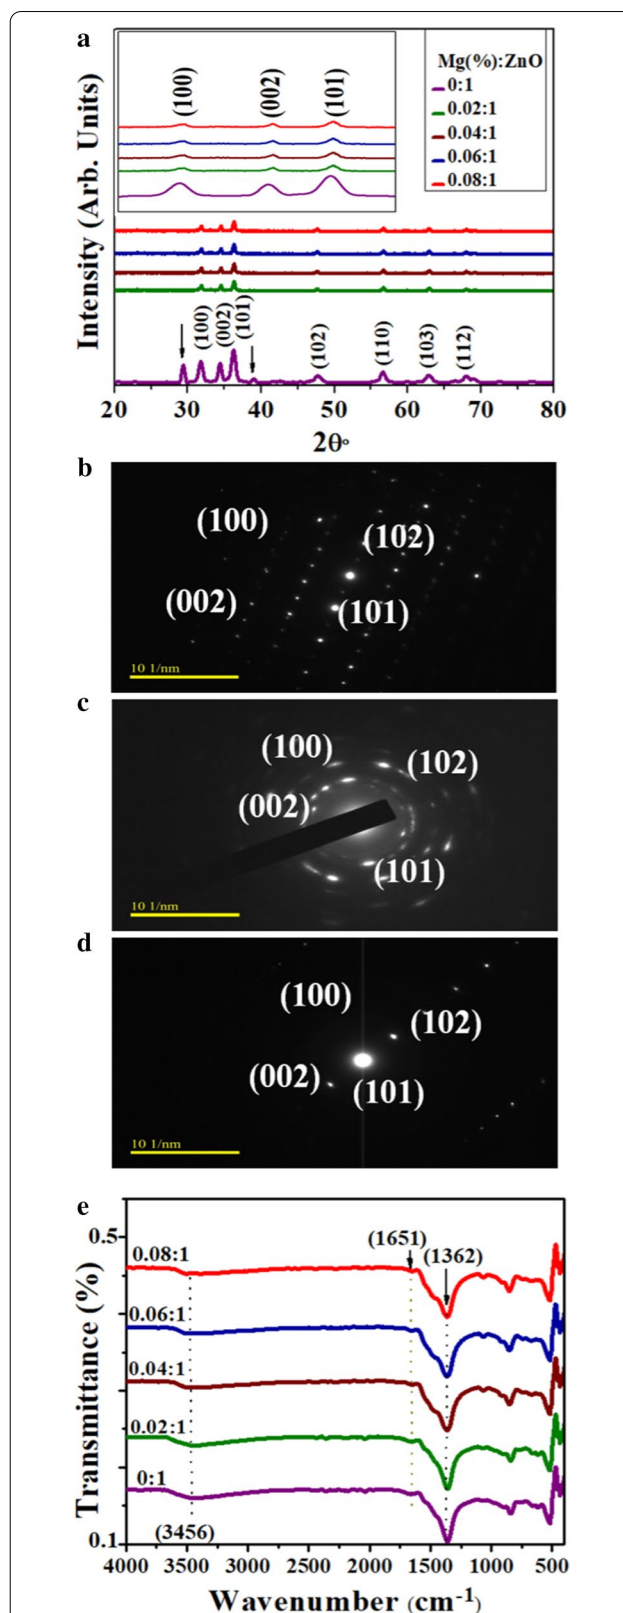 a
Mg(%):ZnO
0:1
0.02:1
0.04:1
0.06:1
0.08:1
(100)
(002)
(101)
Intensity (Arb. Units)
(100)
(002)
(101)
(102)
(110)
(103)
(112)
20 30 40 50 60 70 80
2θ°
b
(100)
(102)
(002)
(101)
10 1/nm
c
(100)
(102)
(002)
(101)
10 1/nm
d
(100)
(102)
(002)
(101)
10 1/nm
e
Transmittance (%)
0.5
0.1
(1651)
(1362)
0.08:1
0.06:1
0.04:1
0.02:1
0:1
(3456)
4000 3500 3000 2500 2000 1500 1000 500
Wavenumber (cm-1)